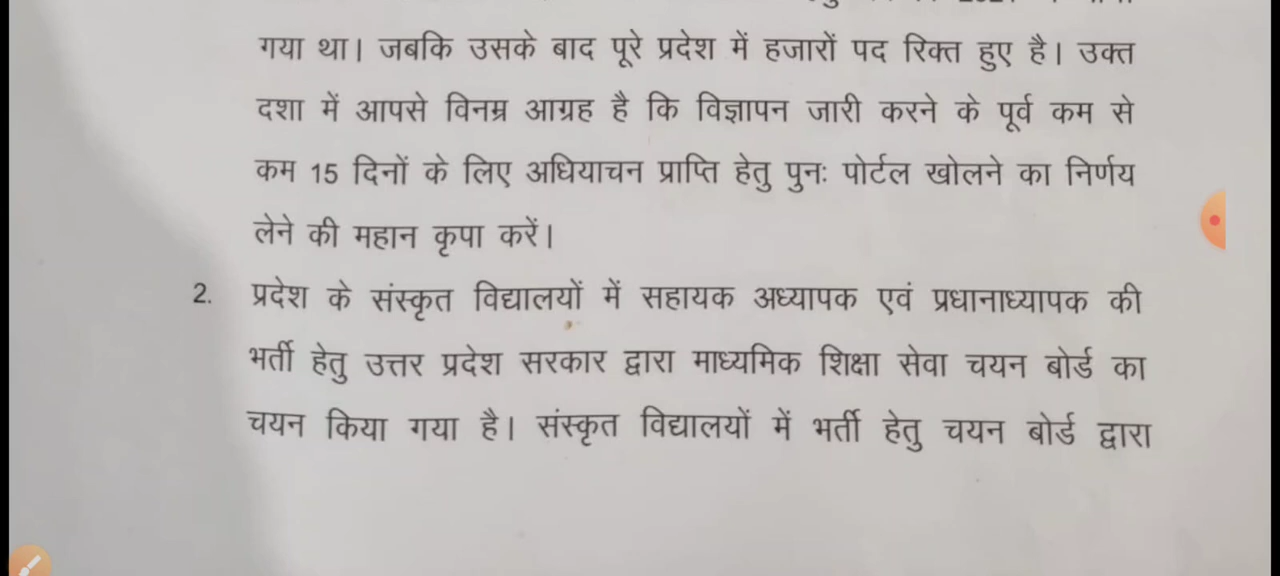 गया था। जबकि उसके बाद पूरे प्रदेश में हजारों पद रिक्त हुए है। उक्त
दशा में आपसे विनम्र आग्रह है कि विज्ञापन जारी करने के पूर्व कम से
कम 15 दिनों के लिए अधियाचन प्राप्ति हेतु पुनः पोर्टल खोलने का निर्णय
लेने की महान कृपा करें।
2. प्रदेश के संस्कृत विद्यालयों में सहायक अध्यापक एवं प्रधानाध्यापक की
भर्ती हेतु उत्तर प्रदेश सरकार द्वारा माध्यमिक शिक्षा सेवा चयन बोर्ड का
चयन किया गया है। संस्कृत विद्यालयों में भर्ती हेतु चयन बोर्ड द्वारा